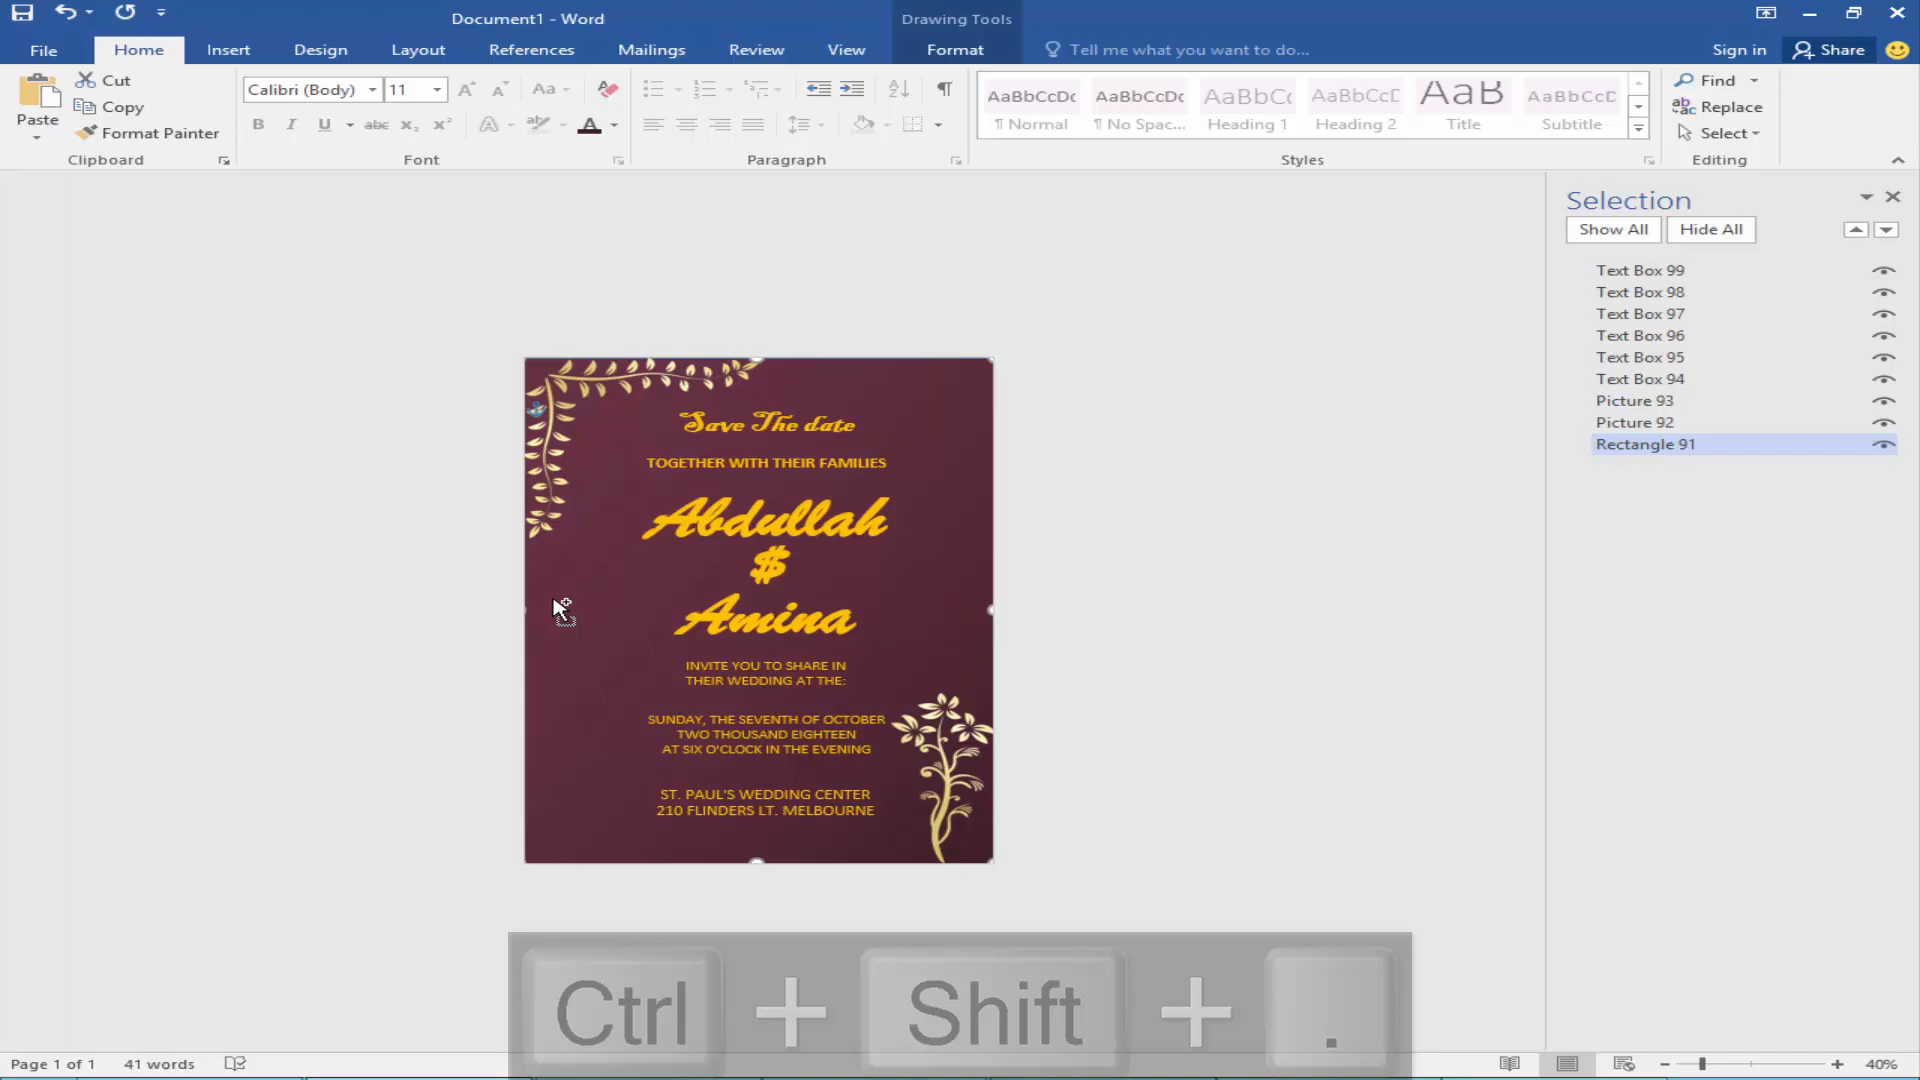 Document1 - Word
Drawing Tools
File
Home
Insert
Design
Layout
References
Mailings
Review
View
Format
Tell me what you want to do...
Sign in
Share
Paste
Cut
Copy
Format Painter
Clipboard
Calibri (Body)
11
Aa
B I U abc X₂ X²
Font
Paragraph
AaBbCcDc
¶ Normal
AaBbCcDc
¶ No Spac...
AaBbCc
Heading 1
AaBbCcD
Heading 2
AaB
Title
AaBbCcD
Subtitle
Styles
Find
Replace
Select
Editing
Selection
Show All
Hide All
Text Box 99
Text Box 98
Text Box 97
Text Box 96
Text Box 95
Text Box 94
Picture 93
Picture 92
Rectangle 91
Save The date
TOGETHER WITH THEIR FAMILIES
Abdullah
$
Amina
INVITE YOU TO SHARE IN
THEIR WEDDING AT THE:
SUNDAY, THE SEVENTH OF OCTOBER
TWO THOUSAND EIGHTEEN
AT SIX O'CLOCK IN THE EVENING
ST. PAUL'S WEDDING CENTER
210 FLINDERS LT. MELBOURNE
Ctrl + Shift + .
Page 1 of 1
41 words
40%